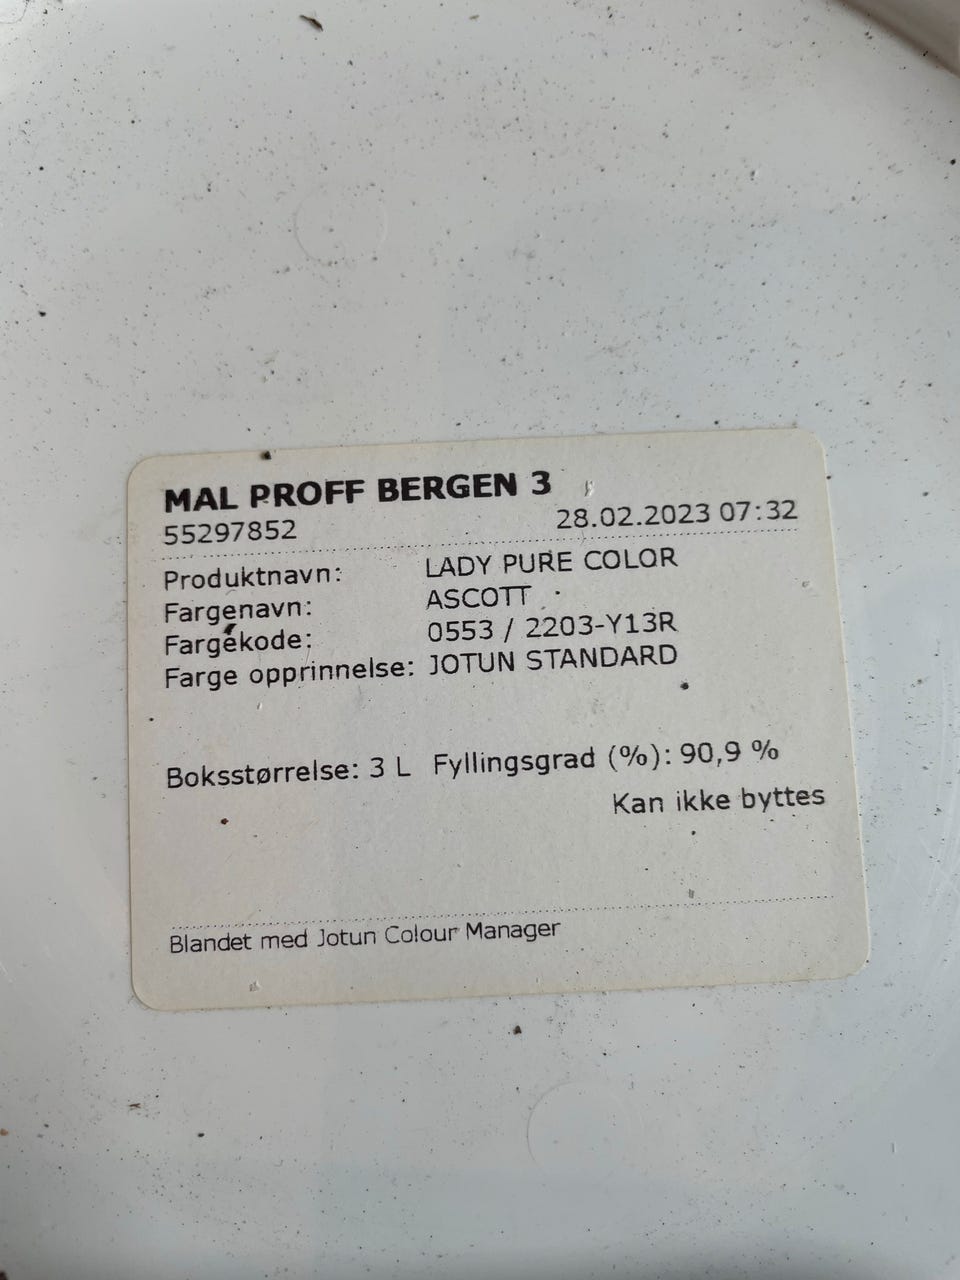 MAL PROFF BERGEN 3
55297852 28.02.2023 07:32
Produktnavn: LADY PURE COLOR
Fargenavn: ASCOTT
Fargekode: 0553 / 2203-Y13R
Farge opprinnelse: JOTUN STANDARD
Boksstørrelse: 3 L Fyllingsgrad (%): 90,9 %
Kan ikke byttes
Blandet med Jotun Colour Manager